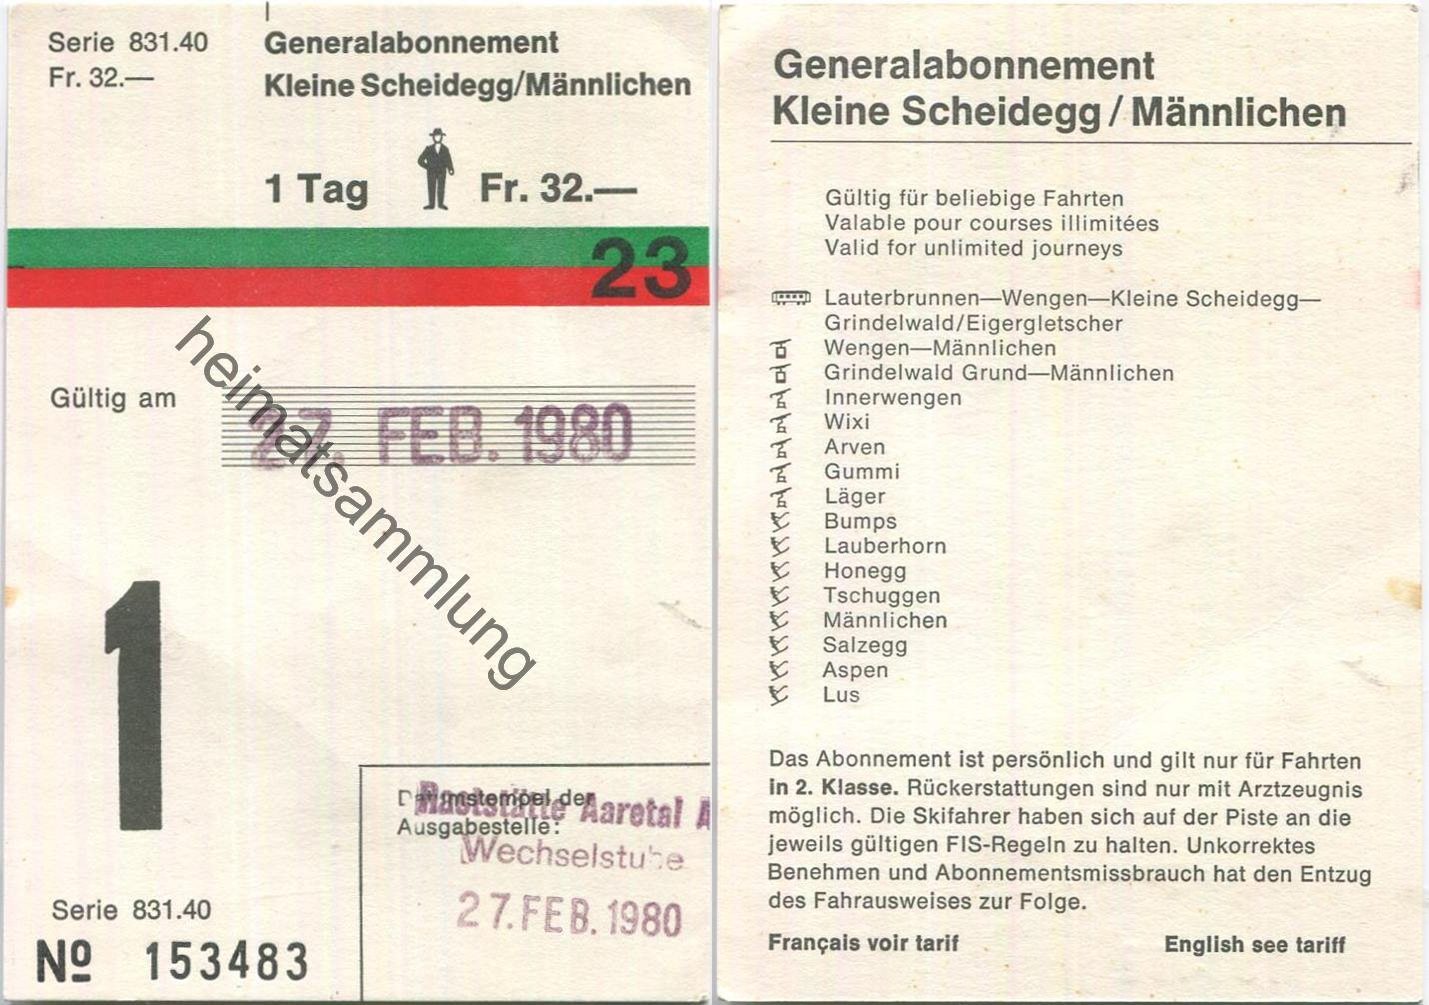 Serie 831.40
Fr. 32.—
Generalabonnement
Kleine Scheidegg/Männlichen
1 Tag Fr. 32.—
23
Gültig am
27. FEB. 1980
heimatsammlung
1
Datumstempel der
Ausgabestelle:
Raststätte Aaretal A
Wechselstube
27. FEB. 1980
Serie 831.40
Nº 153483
Generalabonnement
Kleine Scheidegg / Männlichen
Gültig für beliebige Fahrten
Valable pour courses illimitées
Valid for unlimited journeys
Lauterbrunnen—Wengen—Kleine Scheidegg—
Grindelwald/Eigergletscher
Wengen—Männlichen
Grindelwald Grund—Männlichen
Innerwengen
Wixi
Arven
Gummi
Läger
Bumps
Lauberhorn
Honegg
Tschuggen
Männlichen
Salzegg
Aspen
Lus
Das Abonnement ist persönlich und gilt nur für Fahrten
in 2. Klasse. Rückerstattungen sind nur mit Arztzeugnis
möglich. Die Skifahrer haben sich auf der Piste an die
jeweils gültigen FIS-Regeln zu halten. Unkorrektes
Benehmen und Abonnementsmissbrauch hat den Entzug
des Fahrausweises zur Folge.
Français voir tarif English see tariff